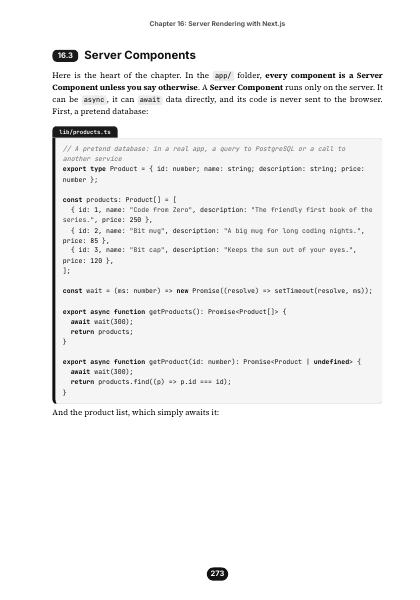 Chapter 16: Server Rendering with Next.js
16.3 Server Components
Here is the heart of the chapter. In the app/ folder, every component is a Server
Component unless you say otherwise. A Server Component runs only on the server. It
can be async, it can await data directly, and its code is never sent to the browser.
First, a pretend database:
lib/products.ts
// A pretend database: in a real app, a query to PostgreSQL or a call to
another service
export type Product = { id: number; name: string; description: string; price:
number };
const products: Product[] = [
{ id: 1, name: "Code from Zero", description: "The friendly first book of the
series.", price: 250 },
{ id: 2, name: "Bit mug", description: "A big mug for long coding nights.",
price: 85 },
{ id: 3, name: "Bit cap", description: "Keeps the sun out of your eyes.",
price: 120 },
];
const wait = (ms: number) => new Promise((resolve) => setTimeout(resolve, ms));
export async function getProducts(): Promise<Product[]> {
await wait(300);
return products;
}
export async function getProduct(id: number): Promise<Product | undefined> {
await wait(300);
return products.find((p) => p.id === id);
}
And the product list, which simply awaits it:
273